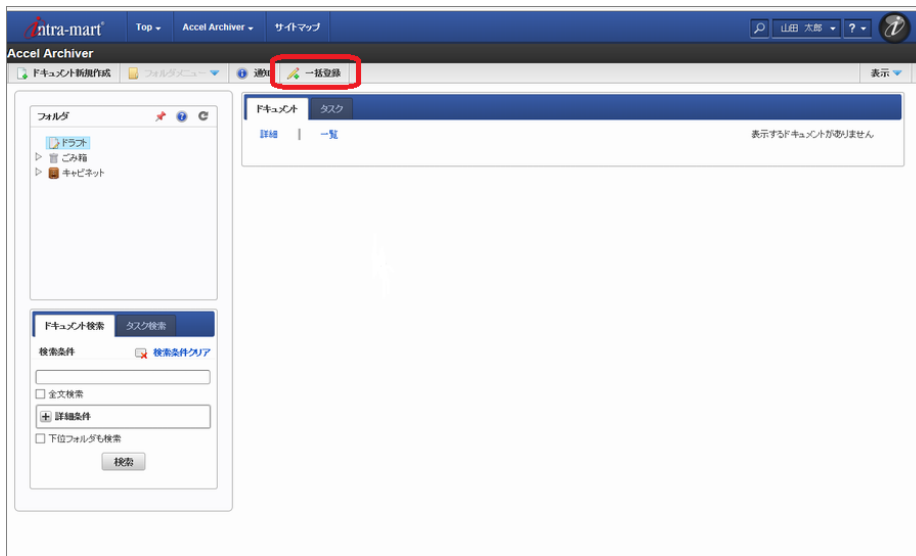 intra-mart Top Accel Archiver サイトマップ 山田 太郎 ?
Accel Archiver
ドキュメント新規作成 フォルダメニュー 通知 一括登録 表示
フォルダ
ドラフト
ごみ箱
キャビネット
ドキュメント タスク
詳細 | 一覧 表示するドキュメントがありません
ドキュメント検索 タスク検索
検索条件 検索条件クリア
全文検索
詳細条件
下位フォルダも検索
検索